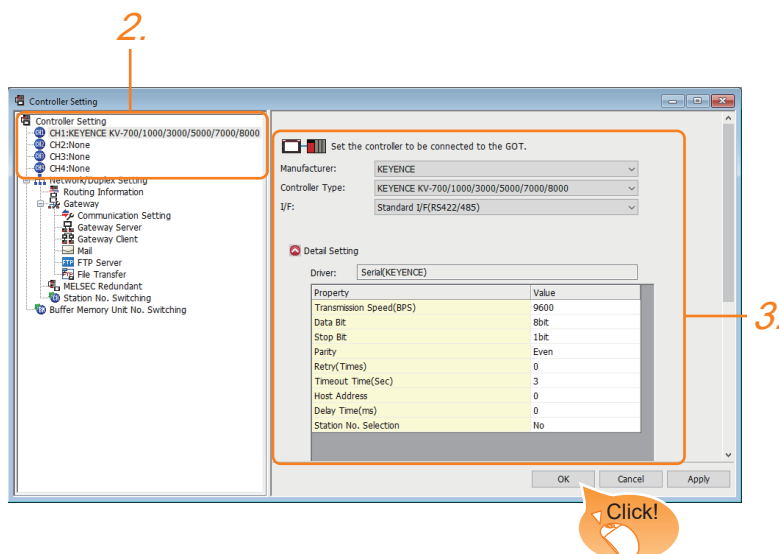 2.
Controller Setting
Controller Setting
CH1:KEYENCE KV-700/1000/3000/5000/7000/8000
CH2:None
CH3:None
CH4:None
Network/Duplex Setting
Routing Information
Gateway
Communication Setting
Gateway Server
Gateway Client
Mail
FTP Server
File Transfer
MELSEC Redundant
Station No. Switching
Buffer Memory Unit No. Switching
Set the controller to be connected to the GOT.
Manufacturer: KEYENCE
Controller Type: KEYENCE KV-700/1000/3000/5000/7000/8000
I/F: Standard I/F(RS422/485)
Detail Setting
Driver: Serial(KEYENCE)
Property Value
Transmission Speed(BPS) 9600
Data Bit 8bit
Stop Bit 1bit
Parity Even
Retry(Times) 0
Timeout Time(Sec) 3
Host Address 0
Delay Time(ms) 0
Station No. Selection No
3.
OK Cancel Apply
Click!